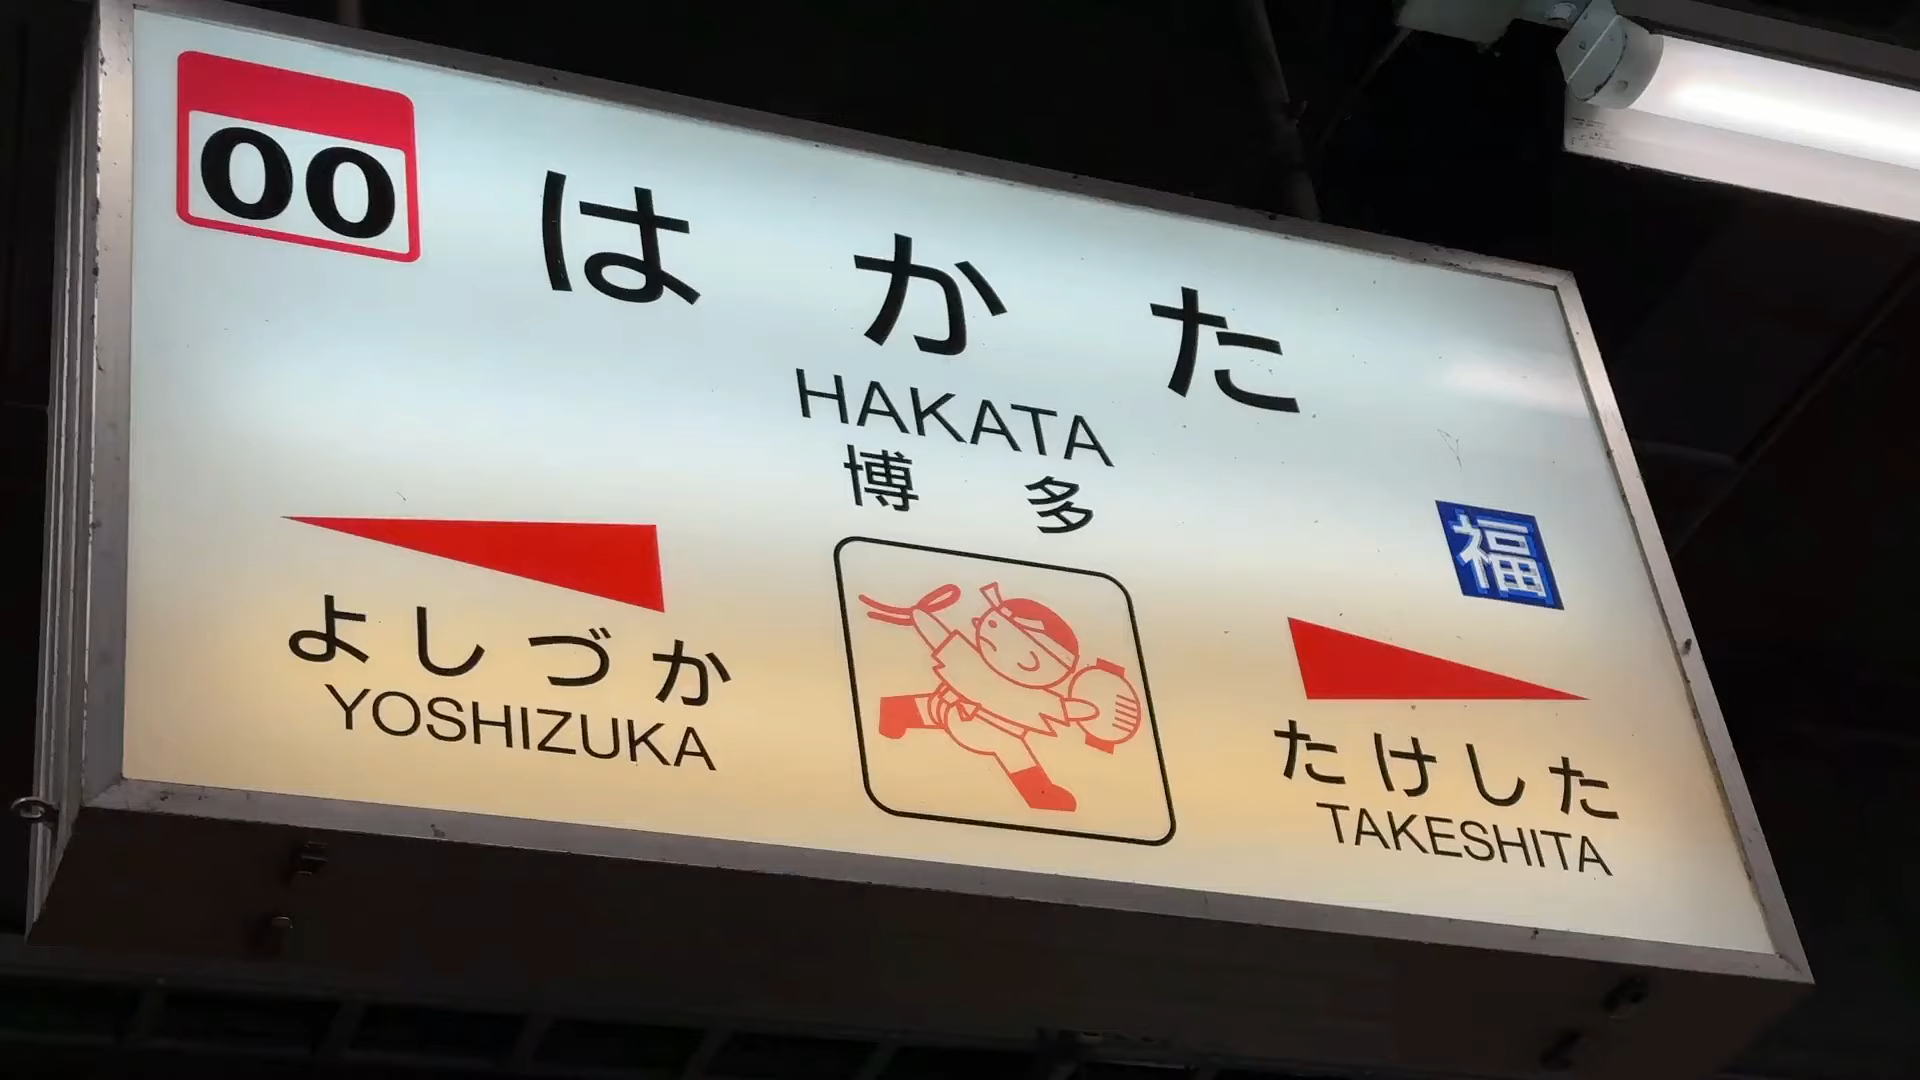 00
は か た
HAKATA
博 多
福
よしづか
YOSHIZUKA
たけした
TAKESHITA